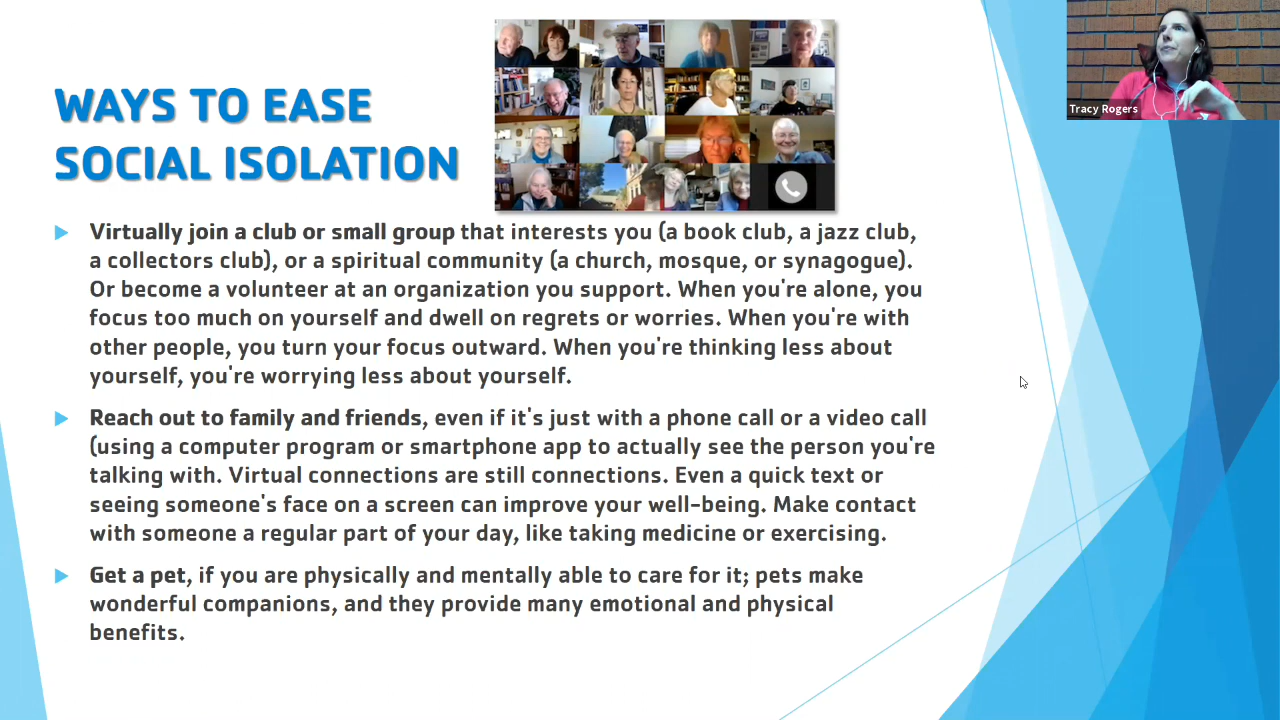 WAYS TO EASE
SOCIAL ISOLATION
Tracy Rogers
Virtually join a club or small group that interests you (a book club, a jazz club,
a collectors club), or a spiritual community (a church, mosque, or synagogue).
Or become a volunteer at an organization you support. When you're alone, you
focus too much on yourself and dwell on regrets or worries. When you're with
other people, you turn your focus outward. When you're thinking less about
yourself, you're worrying less about yourself.
Reach out to family and friends, even if it's just with a phone call or a video call
(using a computer program or smartphone app to actually see the person you're
talking with. Virtual connections are still connections. Even a quick text or
seeing someone's face on a screen can improve your well-being. Make contact
with someone a regular part of your day, like taking medicine or exercising.
Get a pet, if you are physically and mentally able to care for it; pets make
wonderful companions, and they provide many emotional and physical
benefits.